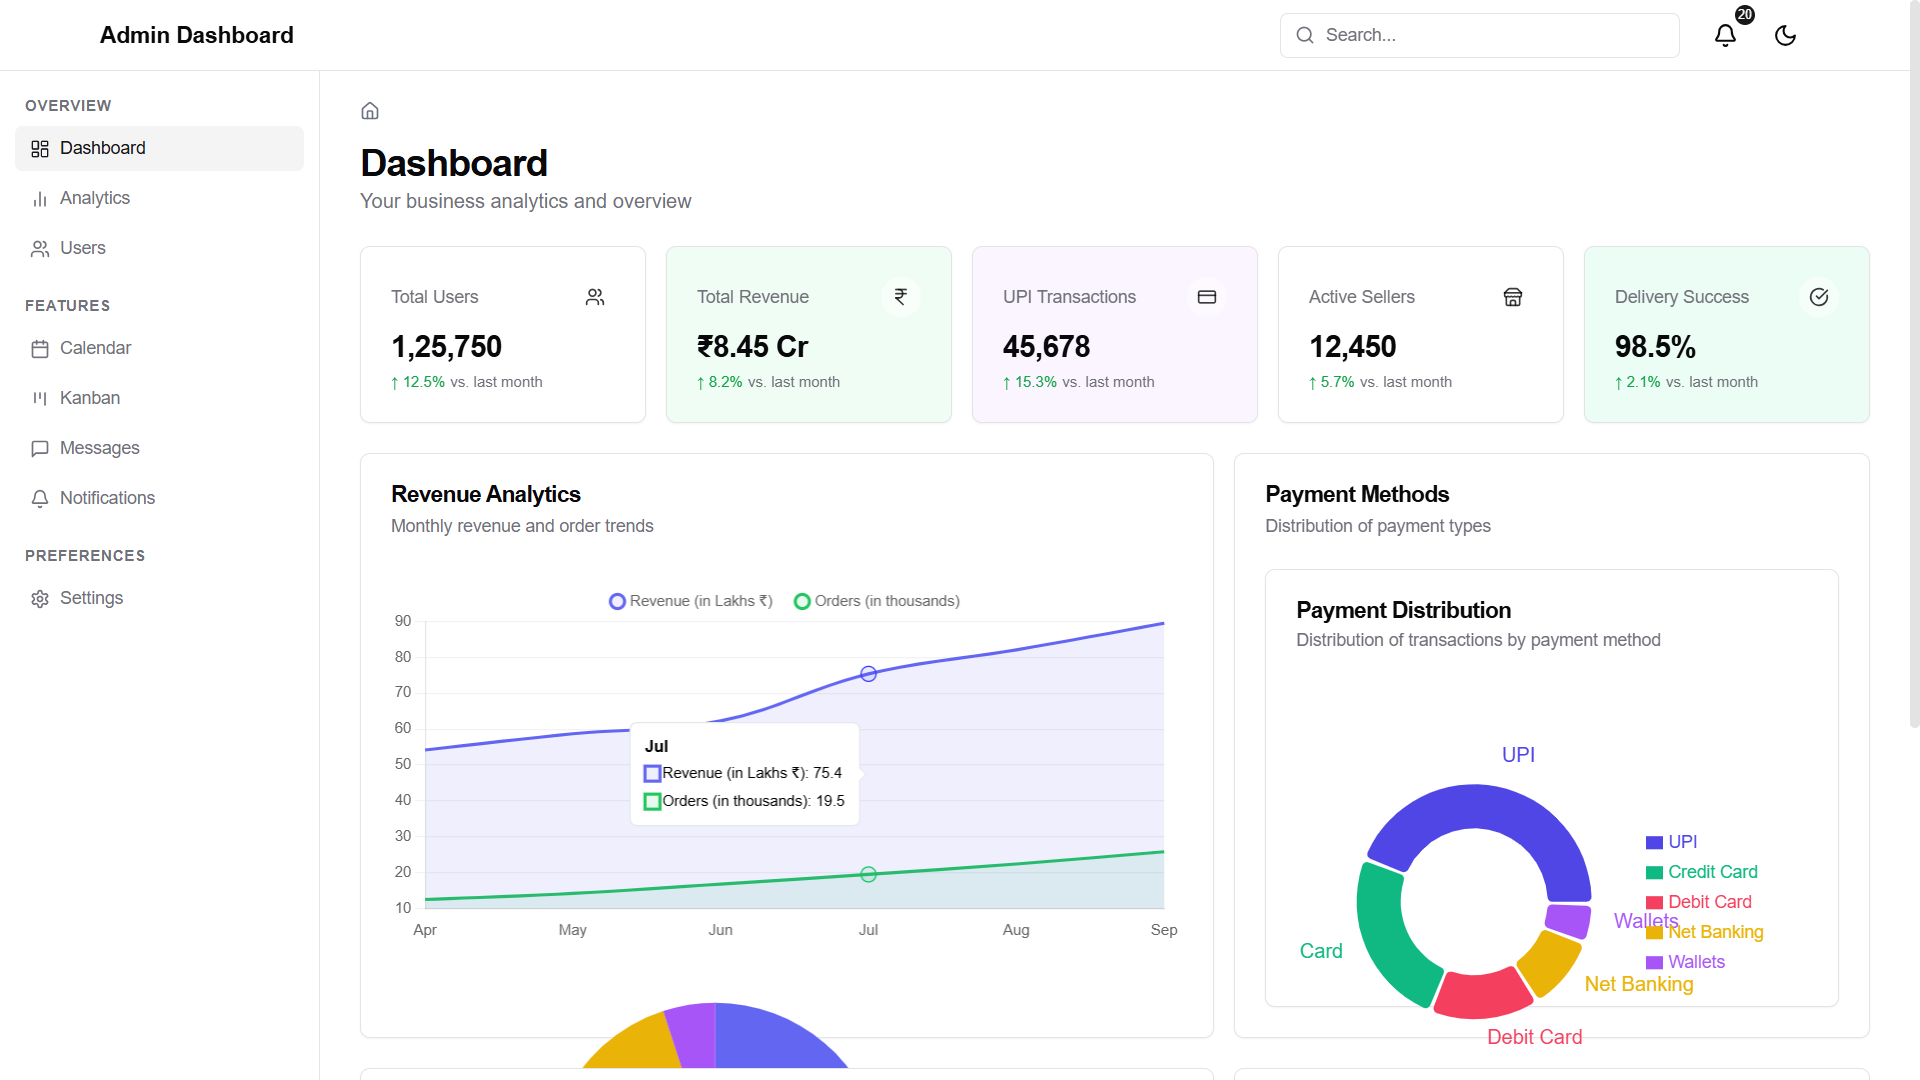 Admin Dashboard
Search...
20
OVERVIEW
Dashboard
Analytics
Users
FEATURES
Calendar
Kanban
Messages
Notifications
PREFERENCES
Settings
Dashboard
Your business analytics and overview
Total Users
1,25,750
↑ 12.5% vs. last month
Total Revenue
₹
₹8.45 Cr
↑ 8.2% vs. last month
UPI Transactions
45,678
↑ 15.3% vs. last month
Active Sellers
12,450
↑ 5.7% vs. last month
Delivery Success
98.5%
↑ 2.1% vs. last month
Revenue Analytics
Monthly revenue and order trends
Revenue (in Lakhs ₹)
Orders (in thousands)
90
80
70
60
50
40
30
20
10
Jul
Revenue (in Lakhs ₹): 75.4
Orders (in thousands): 19.5
Apr May Jun Jul Aug Sep
Payment Methods
Distribution of payment types
Payment Distribution
Distribution of transactions by payment method
UPI
Card
Debit Card
Net Banking
Wallets
UPI
Credit Card
Debit Card
Net Banking
Wallets